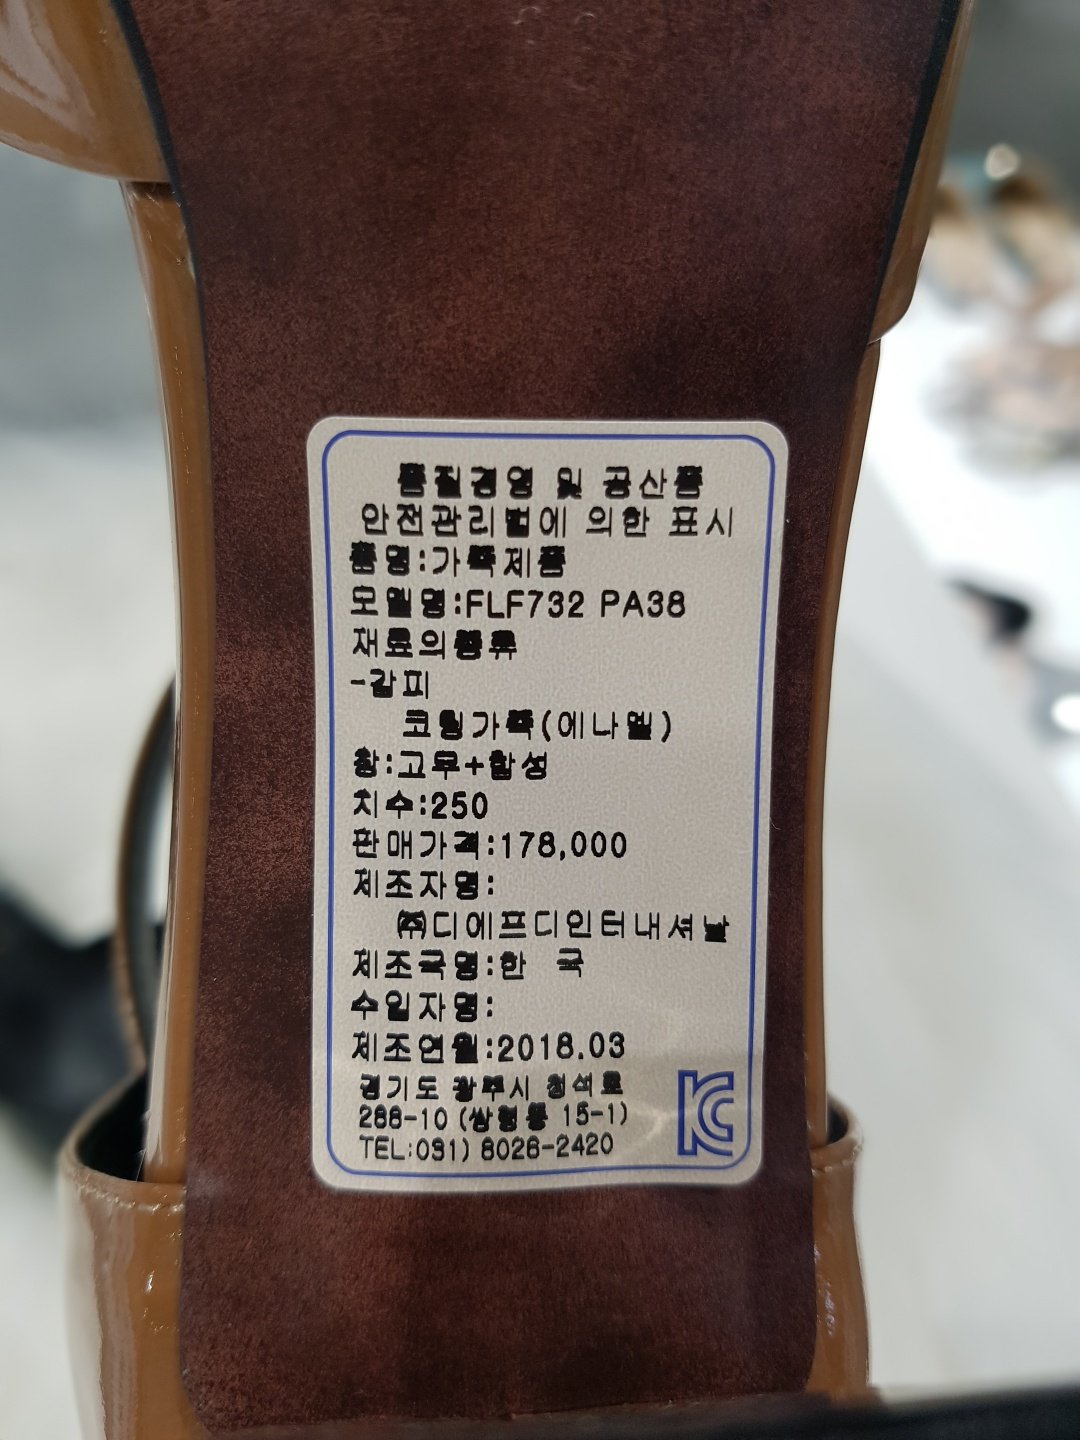 품질경영 및 공산품
안전관리법에 의한 표시
품명:가죽제품
모델명:FLF732 PA38
재료의종류
-겉피
코팅가죽(에나멜)
창:고무+합성
치수:250
판매가격:178,000
제조자명:
㈜디에프디인터내셔날
제조국명:한 국
수입자명:
제조연월:2018.03
경기도 광주시 청석로
288-10 (쌍령동 15-1)
TEL:031) 8026-2420
KC